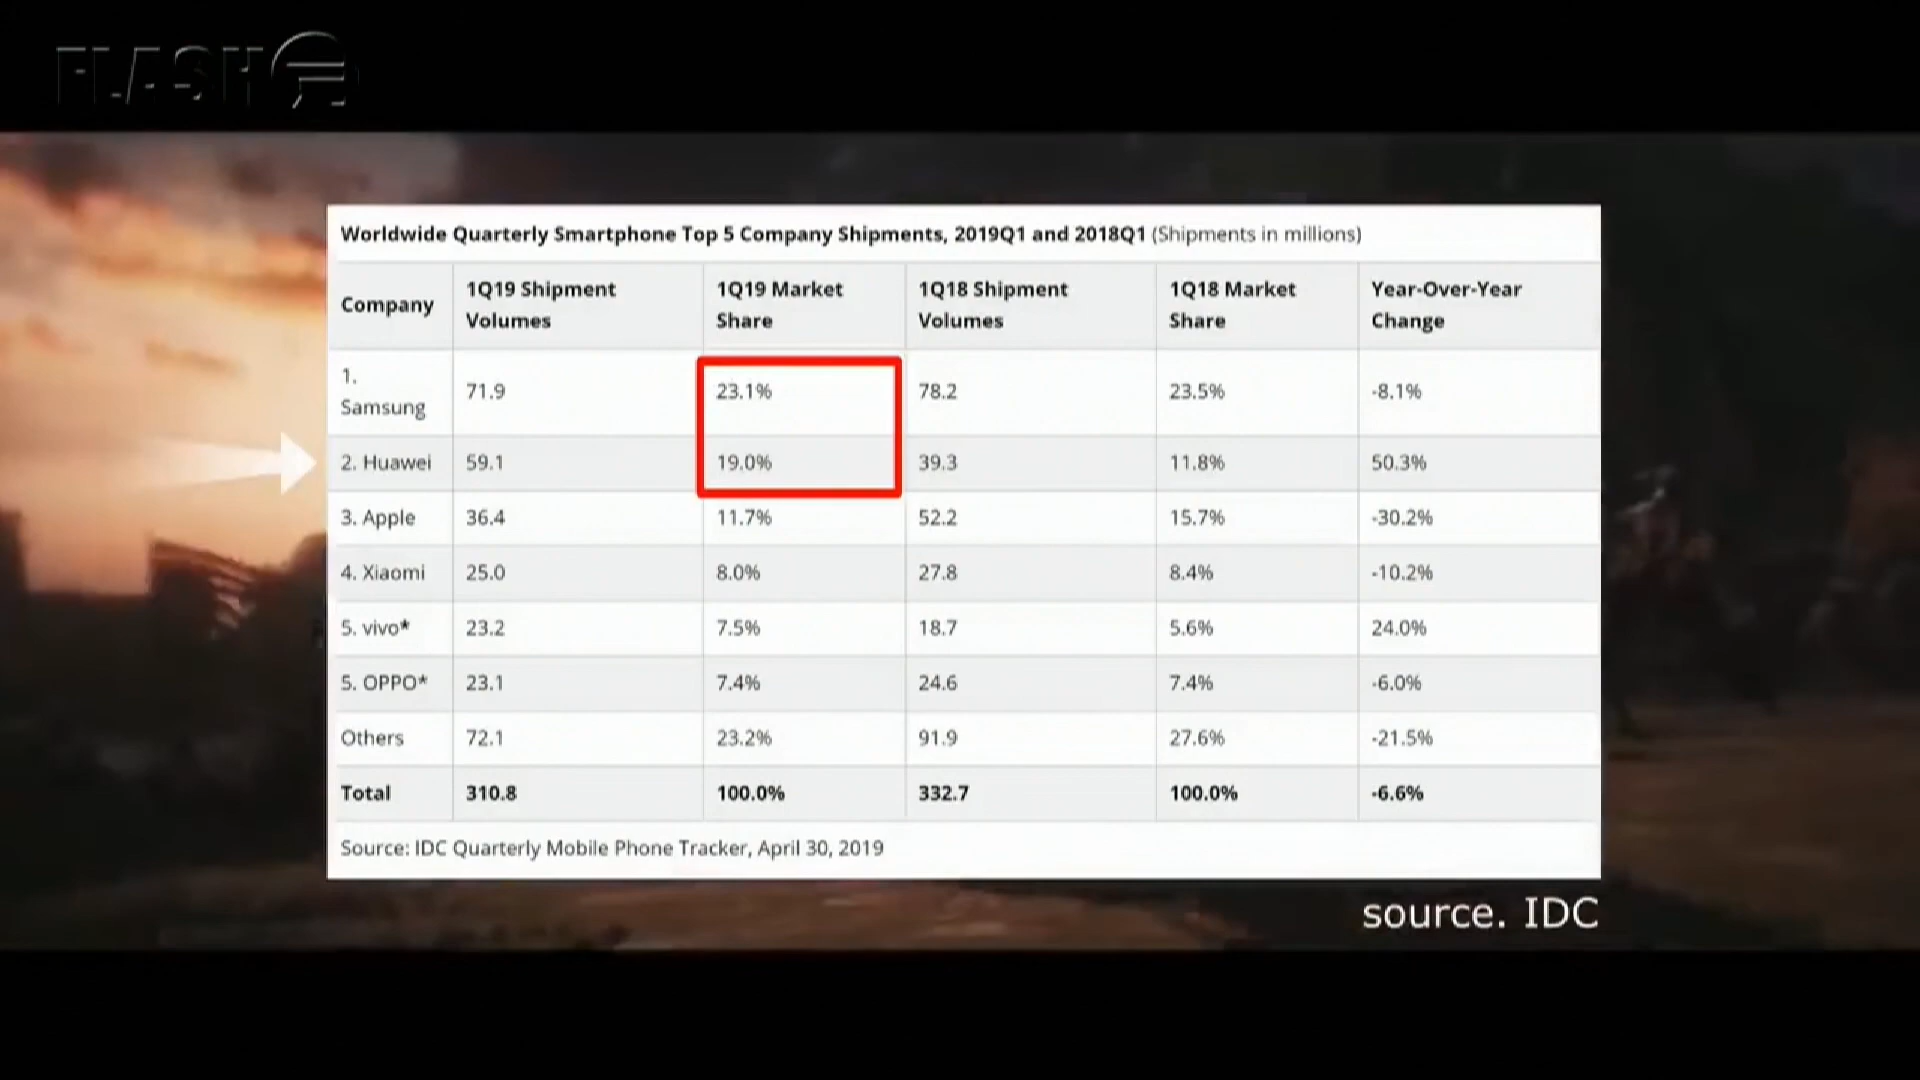 FLASH
Worldwide Quarterly Smartphone Top 5 Company Shipments, 2019Q1 and 2018Q1 (Shipments in millions)
Company 1Q19 Shipment Volumes 1Q19 Market Share 1Q18 Shipment Volumes 1Q18 Market Share Year-Over-Year Change
1. Samsung 71.9 23.1% 78.2 23.5% -8.1%
2. Huawei 59.1 19.0% 39.3 11.8% 50.3%
3. Apple 36.4 11.7% 52.2 15.7% -30.2%
4. Xiaomi 25.0 8.0% 27.8 8.4% -10.2%
5. vivo* 23.2 7.5% 18.7 5.6% 24.0%
5. OPPO* 23.1 7.4% 24.6 7.4% -6.0%
Others 72.1 23.2% 91.9 27.6% -21.5%
Total 310.8 100.0% 332.7 100.0% -6.6%
Source: IDC Quarterly Mobile Phone Tracker, April 30, 2019
source. IDC